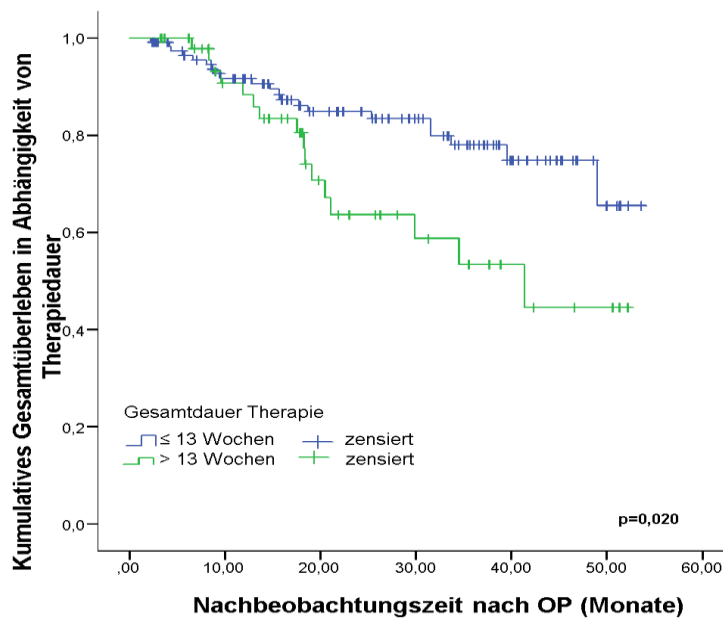 Kumulatives Gesamtüberleben in Abhängigkeit von
Therapiedauer
1,0
0,8
0,6
0,4
0,2
0,0
Gesamtdauer Therapie
≤ 13 Wochen zensiert
> 13 Wochen zensiert
p=0,020
,00 10,00 20,00 30,00 40,00 50,00 60,00
Nachbeobachtungszeit nach OP (Monate)